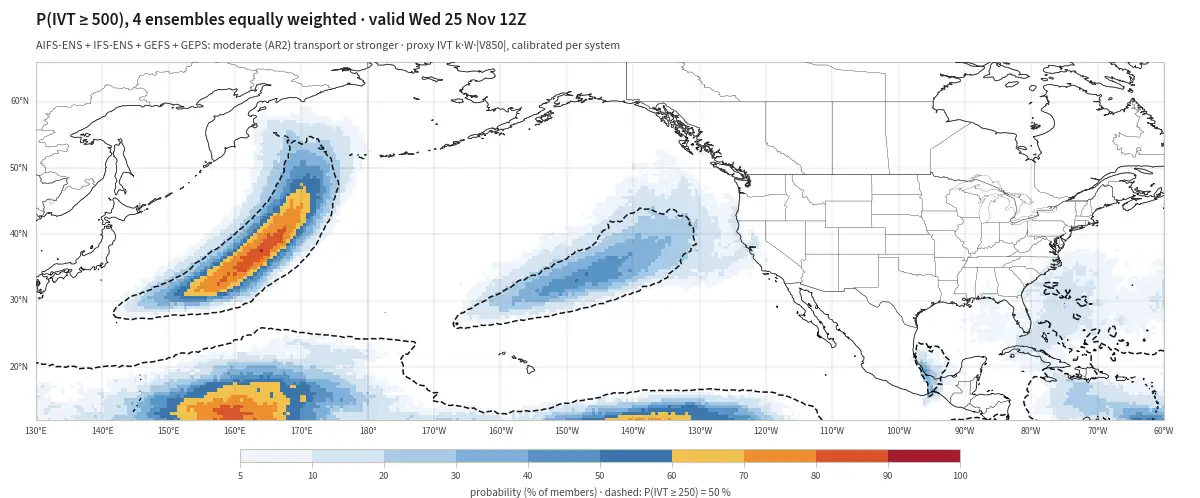 P(IVT ≥ 500), 4 ensembles equally weighted · valid Wed 25 Nov 12Z
AIFS-ENS + IFS-ENS + GEFS + GEPS: moderate (AR2) transport or stronger · proxy IVT k·W·|V850|, calibrated per system
60°N
50°N
40°N
30°N
20°N
130°E 140°E 150°E 160°E 170°E 180° 170°W 160°W 150°W 140°W 130°W 120°W 110°W 100°W 90°W 80°W 70°W 60°W
5 10 20 30 40 50 60 70 80 90 100
probability (% of members) · dashed: P(IVT ≥ 250) = 50 %